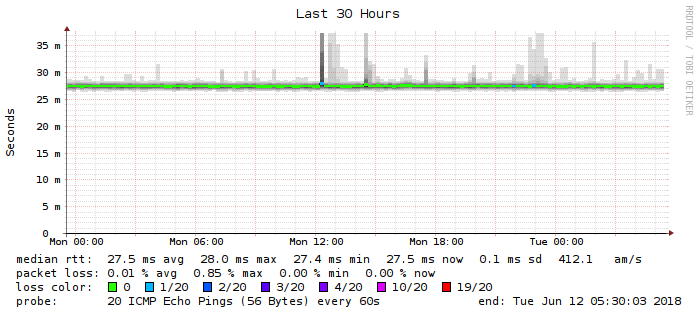 Last 30 Hours
RRDTOOL / TOBI OETIKER
Seconds
35 m
30 m
25 m
20 m
15 m
10 m
5 m
0
Mon 00:00 Mon 06:00 Mon 12:00 Mon 18:00 Tue 00:00
median rtt: 27.5 ms avg 28.0 ms max 27.4 ms min 27.5 ms now 0.1 ms sd 412.1 am/s
packet loss: 0.01 % avg 0.85 % max 0.00 % min 0.00 % now
loss color: 0 1/20 2/20 3/20 4/20 10/20 19/20
probe: 20 ICMP Echo Pings (56 Bytes) every 60s end: Tue Jun 12 05:30:03 2018